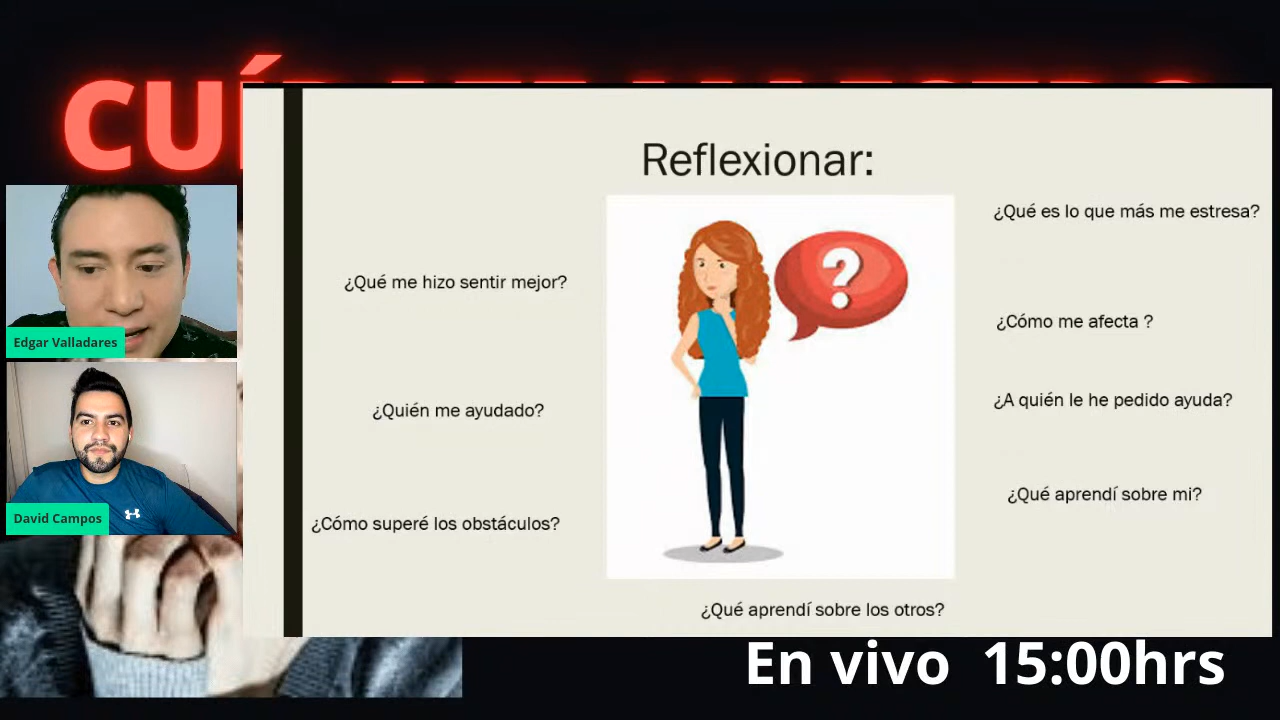 Reflexionar:
¿Qué es lo que más me estresa?
¿Qué me hizo sentir mejor?
?
¿Cómo me afecta ?
¿A quién le he pedido ayuda?
¿Quién me ayudado?
¿Qué aprendí sobre mi?
¿Cómo superé los obstáculos?
¿Qué aprendí sobre los otros?
Edgar Valladares
David Campos
En vivo 15:00hrs